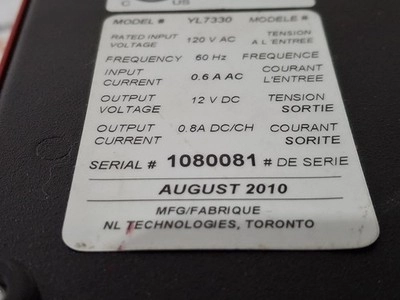 C US
MODEL # YL7330 MODÈLE #
RATED INPUT VOLTAGE 120 V AC TENSION A L'ENTREE
FREQUENCY 60 Hz FREQUENCE
INPUT CURRENT 0.6 A AC COURANT L'ENTREE
OUTPUT VOLTAGE 12 V DC TENSION SORTIE
OUTPUT CURRENT 0.8A DC/CH COURANT SORITE
SERIAL # 1080081 # DE SERIE
AUGUST 2010
MFG/FABRIQUE
NL TECHNOLOGIES, TORONTO